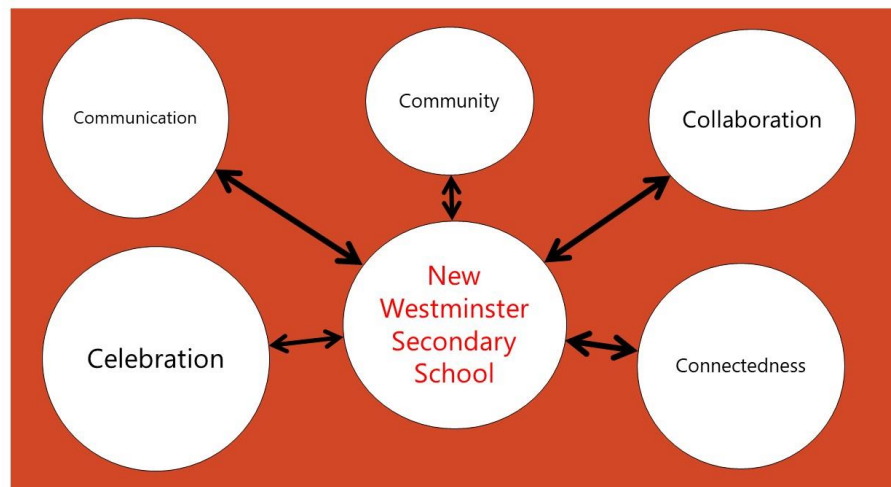 Communication
Community
Collaboration
Celebration
New
Westminster
Secondary
School
Connectedness